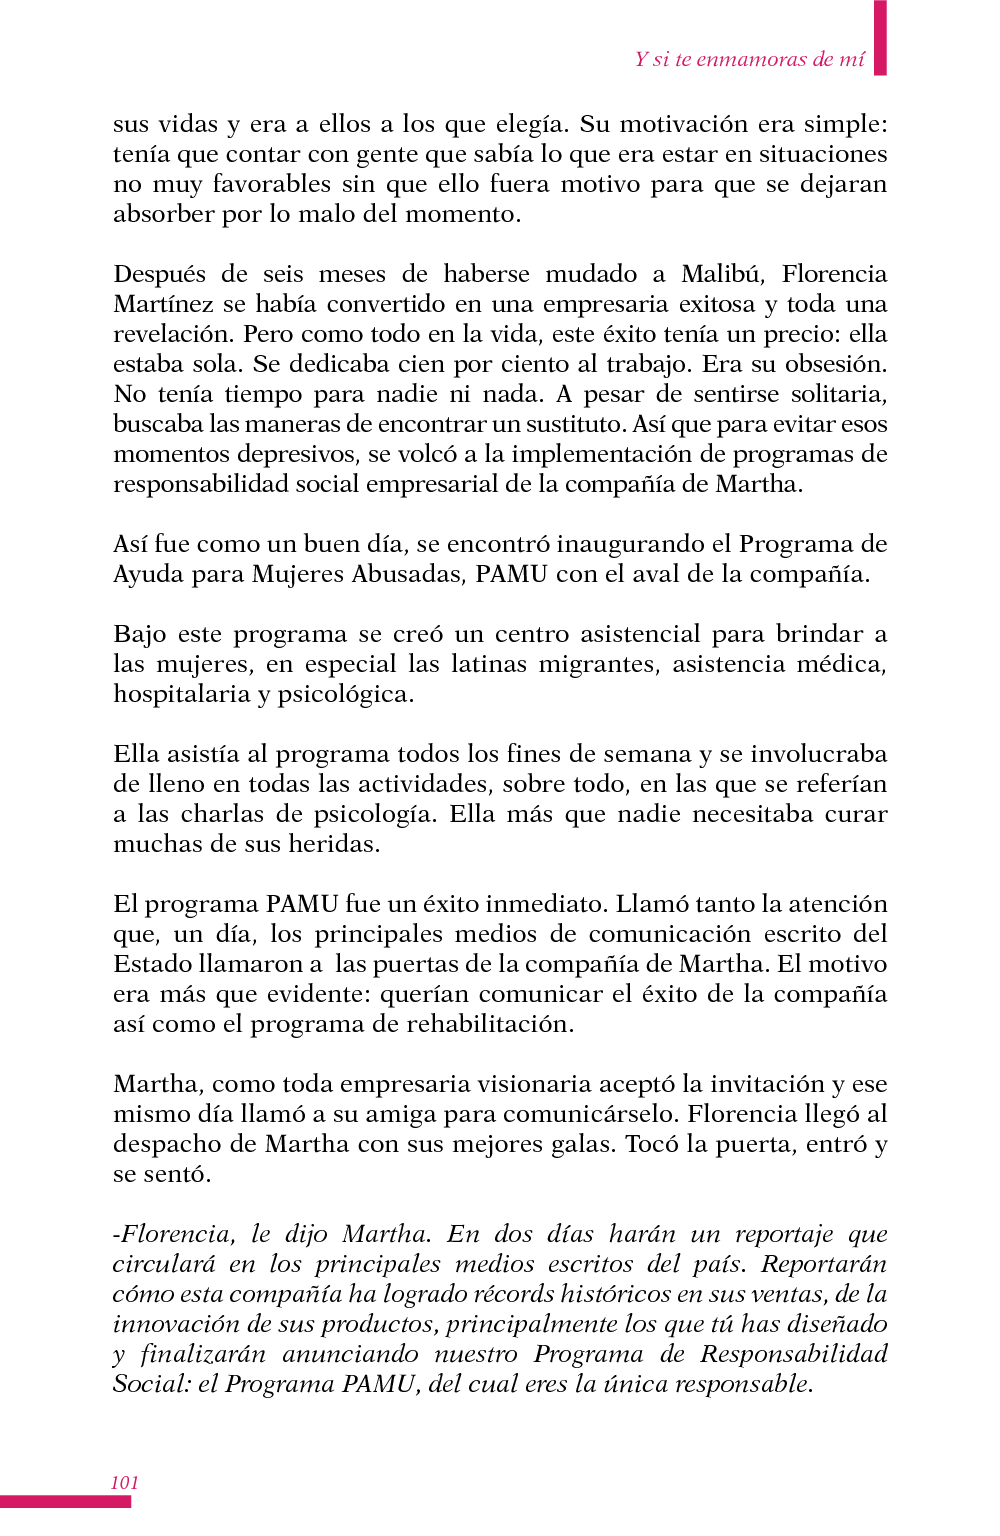 Y si te enmamoras de mí
sus vidas y era a ellos a los que elegía. Su motivación era simple:
tenía que contar con gente que sabía lo que era estar en situaciones
no muy favorables sin que ello fuera motivo para que se dejaran
absorber por lo malo del momento.
Después de seis meses de haberse mudado a Malibú, Florencia
Martínez se había convertido en una empresaria exitosa y toda una
revelación. Pero como todo en la vida, este éxito tenía un precio: ella
estaba sola. Se dedicaba cien por ciento al trabajo. Era su obsesión.
No tenía tiempo para nadie ni nada. A pesar de sentirse solitaria,
buscaba las maneras de encontrar un sustituto. Así que para evitar esos
momentos depresivos, se volcó a la implementación de programas de
responsabilidad social empresarial de la compañía de Martha.
Así fue como un buen día, se encontró inaugurando el Programa de
Ayuda para Mujeres Abusadas, PAMU con el aval de la compañía.
Bajo este programa se creó un centro asistencial para brindar a
las mujeres, en especial las latinas migrantes, asistencia médica,
hospitalaria y psicológica.
Ella asistía al programa todos los fines de semana y se involucraba
de lleno en todas las actividades, sobre todo, en las que se referían
a las charlas de psicología. Ella más que nadie necesitaba curar
muchas de sus heridas.
El programa PAMU fue un éxito inmediato. Llamó tanto la atención
que, un día, los principales medios de comunicación escrito del
Estado llamaron a  las puertas de la compañía de Martha. El motivo
era más que evidente: querían comunicar el éxito de la compañía
así como el programa de rehabilitación.
Martha, como toda empresaria visionaria aceptó la invitación y ese
mismo día llamó a su amiga para comunicárselo. Florencia llegó al
despacho de Martha con sus mejores galas. Tocó la puerta, entró y
se sentó.
-Florencia, le dijo Martha. En dos días harán un reportaje que
circulará en los principales medios escritos del país. Reportarán
cómo esta compañía ha logrado récords históricos en sus ventas, de la
innovación de sus productos, principalmente los que tú has diseñado
y finalizarán anunciando nuestro Programa de Responsabilidad
Social: el Programa PAMU, del cual eres la única responsable.
101